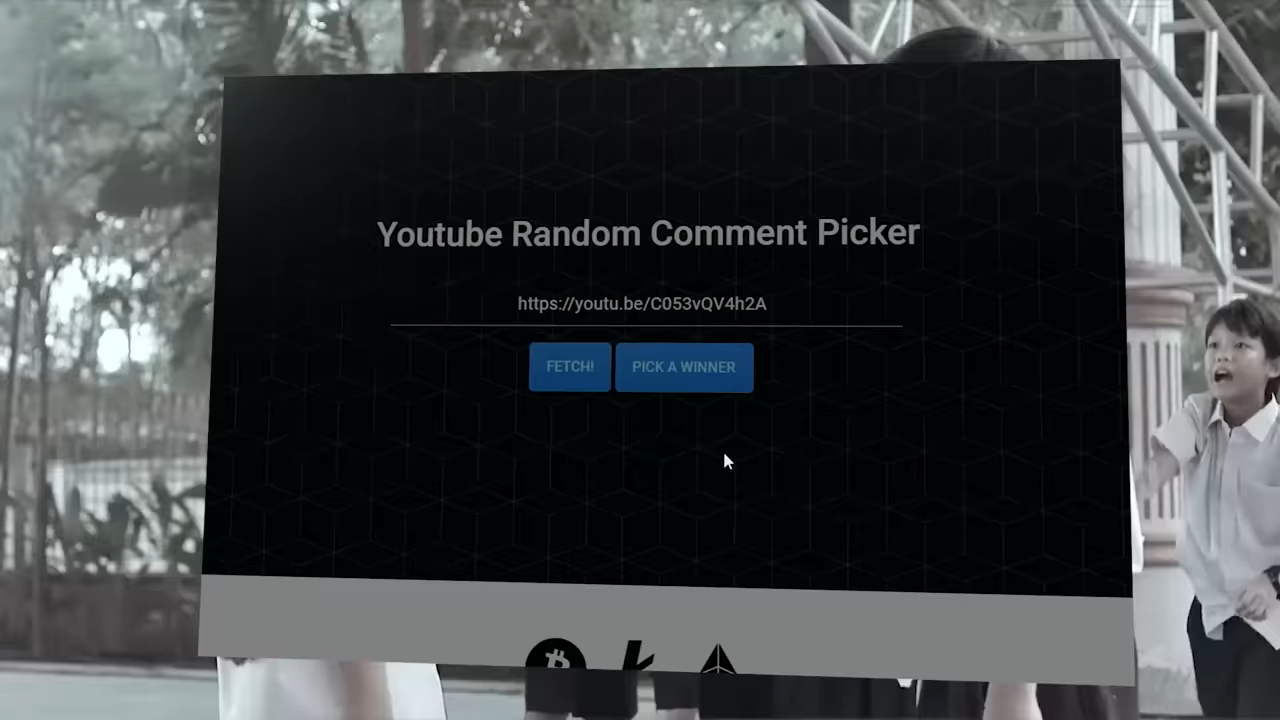 Youtube Random Comment Picker
https://youtu.be/C053vQV4h2A
FETCH!
PICK A WINNER